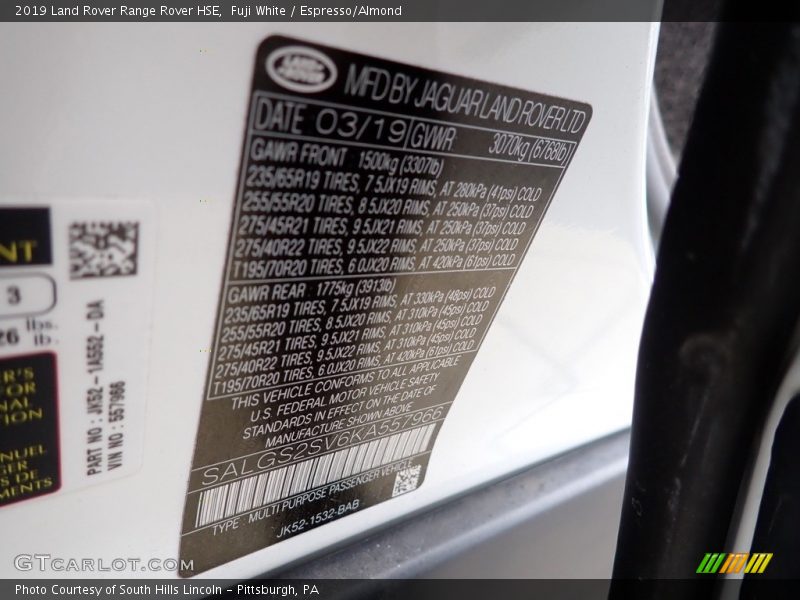 2019 Land Rover Range Rover HSE, Fuji White / Espresso/Almond
LAND
ROVER
MFD BY JAGUAR LAND ROVER LTD
DATE 03/19 GVWR 3070kg (6768lb)
GAWR FRONT 1500kg (3307lb)
235/65R19 TIRES, 7.5JX19 RIMS, AT 280kPa (41psi) COLD
255/55R20 TIRES, 8.5JX20 RIMS, AT 250kPa (37psi) COLD
275/45R21 TIRES, 9.5JX21 RIMS, AT 250kPa (37psi) COLD
275/40R22 TIRES, 9.5JX22 RIMS, AT 250kPa (37psi) COLD
T195/70R20 TIRES, 6.0JX20 RIMS, AT 420kPa (61psi) COLD
GAWR REAR 1775kg (3913lb)
235/65R19 TIRES, 7.5JX19 RIMS, AT 330kPa (48psi) COLD
255/55R20 TIRES, 8.5JX20 RIMS, AT 310kPa (45psi) COLD
275/45R21 TIRES, 9.5JX21 RIMS, AT 310kPa (45psi) COLD
275/40R22 TIRES, 9.5JX22 RIMS, AT 310kPa (45psi) COLD
T195/70R20 TIRES, 6.0JX20 RIMS, AT 420kPa (61psi) COLD
THIS VEHICLE CONFORMS TO ALL APPLICABLE
U.S. FEDERAL MOTOR VEHICLE SAFETY
STANDARDS IN EFFECT ON THE DATE OF
MANUFACTURE SHOWN ABOVE
SALGS2SV6KA557966
TYPE : MULTI PURPOSE PASSENGER VEHICLE
JK52-1532-BAB
NT
3
26 lbs.
lb.
PART NO : JK52-1A552-DA
VIN NO : 557966
GTCARLOT.COM
Photo Courtesy of South Hills Lincoln - Pittsburgh, PA